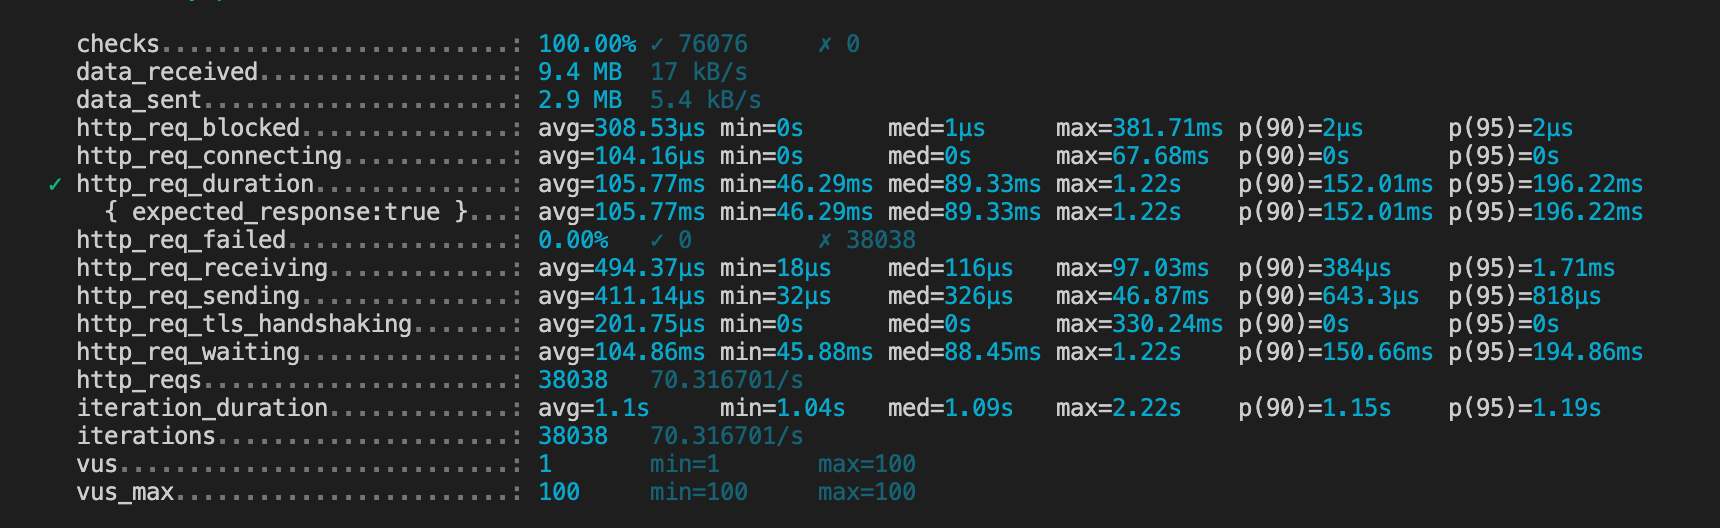 checks.........................: 100.00% ✓ 76076     ✗ 0
data_received..................: 9.4 MB  17 kB/s
data_sent......................: 2.9 MB  5.4 kB/s
http_req_blocked...............: avg=308.53µs min=0s      med=1µs     max=381.71ms p(90)=2µs      p(95)=2µs
http_req_connecting............: avg=104.16µs min=0s      med=0s      max=67.68ms  p(90)=0s       p(95)=0s
✓ http_req_duration..............: avg=105.77ms min=46.29ms med=89.33ms max=1.22s    p(90)=152.01ms p(95)=196.22ms
{ expected_response:true }...: avg=105.77ms min=46.29ms med=89.33ms max=1.22s    p(90)=152.01ms p(95)=196.22ms
http_req_failed................: 0.00%   ✓ 0         ✗ 38038
http_req_receiving.............: avg=494.37µs min=18µs    med=116µs   max=97.03ms  p(90)=384µs    p(95)=1.71ms
http_req_sending...............: avg=411.14µs min=32µs    med=326µs   max=46.87ms  p(90)=643.3µs  p(95)=818µs
http_req_tls_handshaking.......: avg=201.75µs min=0s      med=0s      max=330.24ms p(90)=0s       p(95)=0s
http_req_waiting...............: avg=104.86ms min=45.88ms med=88.45ms max=1.22s    p(90)=150.66ms p(95)=194.86ms
http_reqs......................: 38038   70.316701/s
iteration_duration.............: avg=1.1s     min=1.04s   med=1.09s   max=2.22s    p(90)=1.15s    p(95)=1.19s
iterations.....................: 38038   70.316701/s
vus............................: 1       min=1       max=100
vus_max........................: 100     min=100     max=100